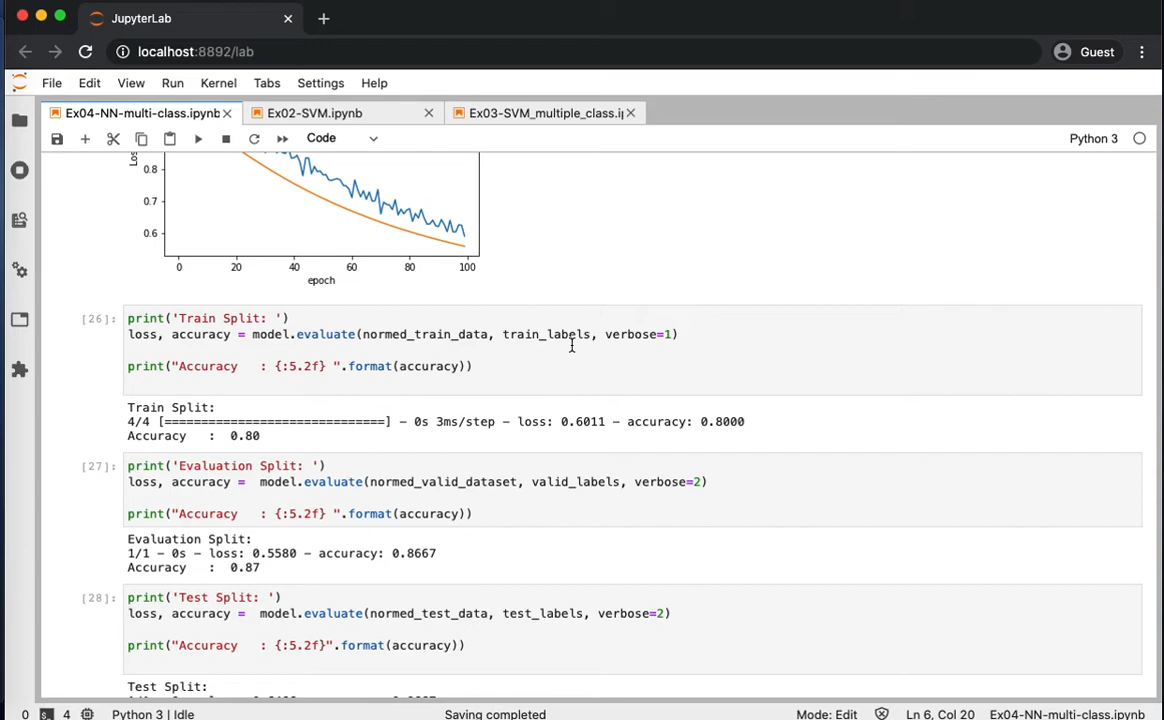 JupyterLab
localhost:8892/lab
Guest
File Edit View Run Kernel Tabs Settings Help
Ex04-NN-multi-class.ipynb
Ex02-SVM.ipynb
Ex03-SVM_multiple_class.i
Code
Python 3
0.8
0.7
0.6
0 20 40 60 80 100
epoch
[26]: print('Train Split: ')
loss, accuracy = model.evaluate(normed_train_data, train_labels, verbose=1)
print("Accuracy   : {:5.2f} ".format(accuracy))
Train Split:
4/4 [==============================] - 0s 3ms/step - loss: 0.6011 - accuracy: 0.8000
Accuracy   :  0.80
[27]: print('Evaluation Split: ')
loss, accuracy =  model.evaluate(normed_valid_dataset, valid_labels, verbose=2)
print("Accuracy   : {:5.2f} ".format(accuracy))
Evaluation Split:
1/1 - 0s - loss: 0.5580 - accuracy: 0.8667
Accuracy   :  0.87
[28]: print('Test Split: ')
loss, accuracy =  model.evaluate(normed_test_data, test_labels, verbose=2)
print("Accuracy   : {:5.2f}".format(accuracy))
Test Split:
0 4 Python 3 | Idle Saving completed Mode: Edit Ln 6, Col 20 Ex04-NN-multi-class.ipynb